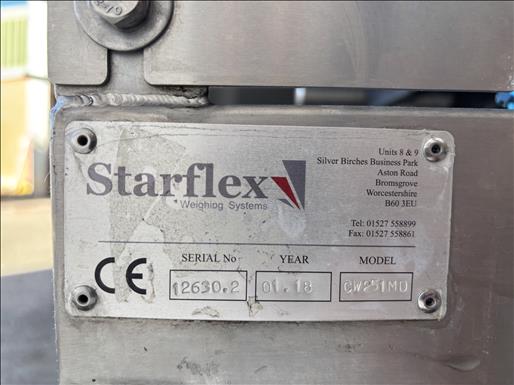 Starflex
Weighing Systems
Units 8 & 9
Silver Birches Business Park
Aston Road
Bromsgrove
Worcestershire
B60 3EU
Tel: 01527 558899
Fax: 01527 558861
CE
SERIAL No YEAR MODEL
12630.2 01.18 CW251MD